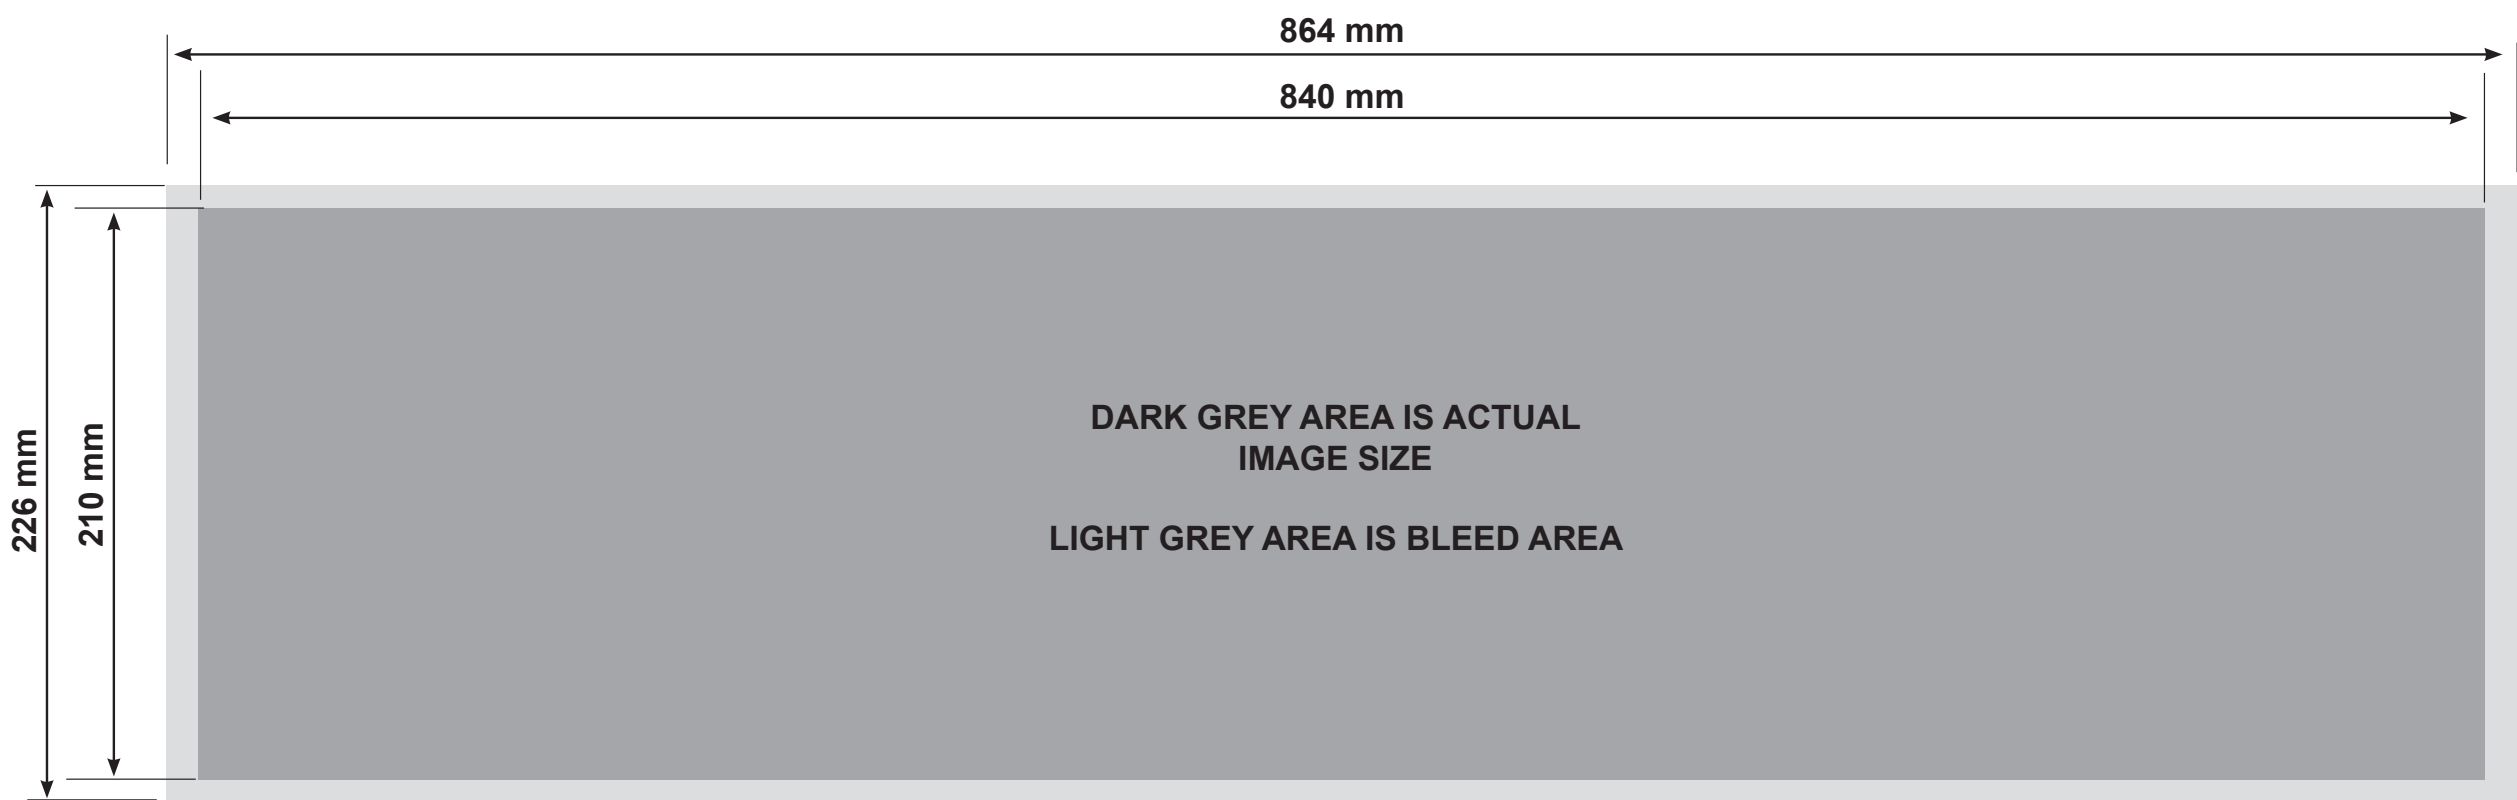 864 mm
840 mm
226 mm
210 mm
DARK GREY AREA IS ACTUAL
IMAGE SIZE
LIGHT GREY AREA IS BLEED AREA